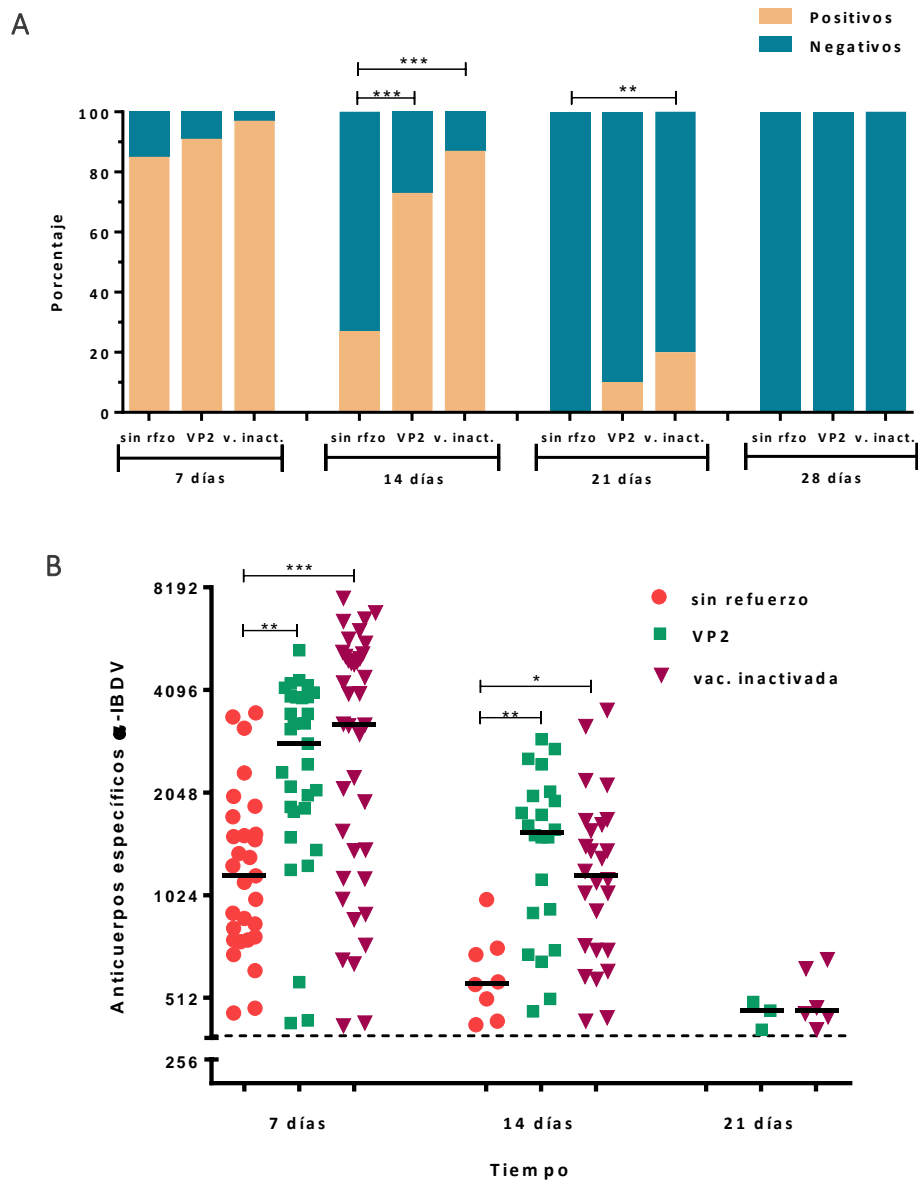 A
Positivos
Negativos
***
***
**
100
80
60
40
20
0
Porcentaje
sin rfzo VP2 v. inact. sin rfzo VP2 v. inact. sin rfzo VP2 v. inact. sin rfzo VP2 v. inact.
7 días 14 días 21 días 28 días
B
***
**
*
**
sin refuerzo
VP2
vac. inactivada
8192
4096
2048
1024
512
256
Anticuerpos específicos α-IBDV
7 días 14 días 21 días
Tiempo